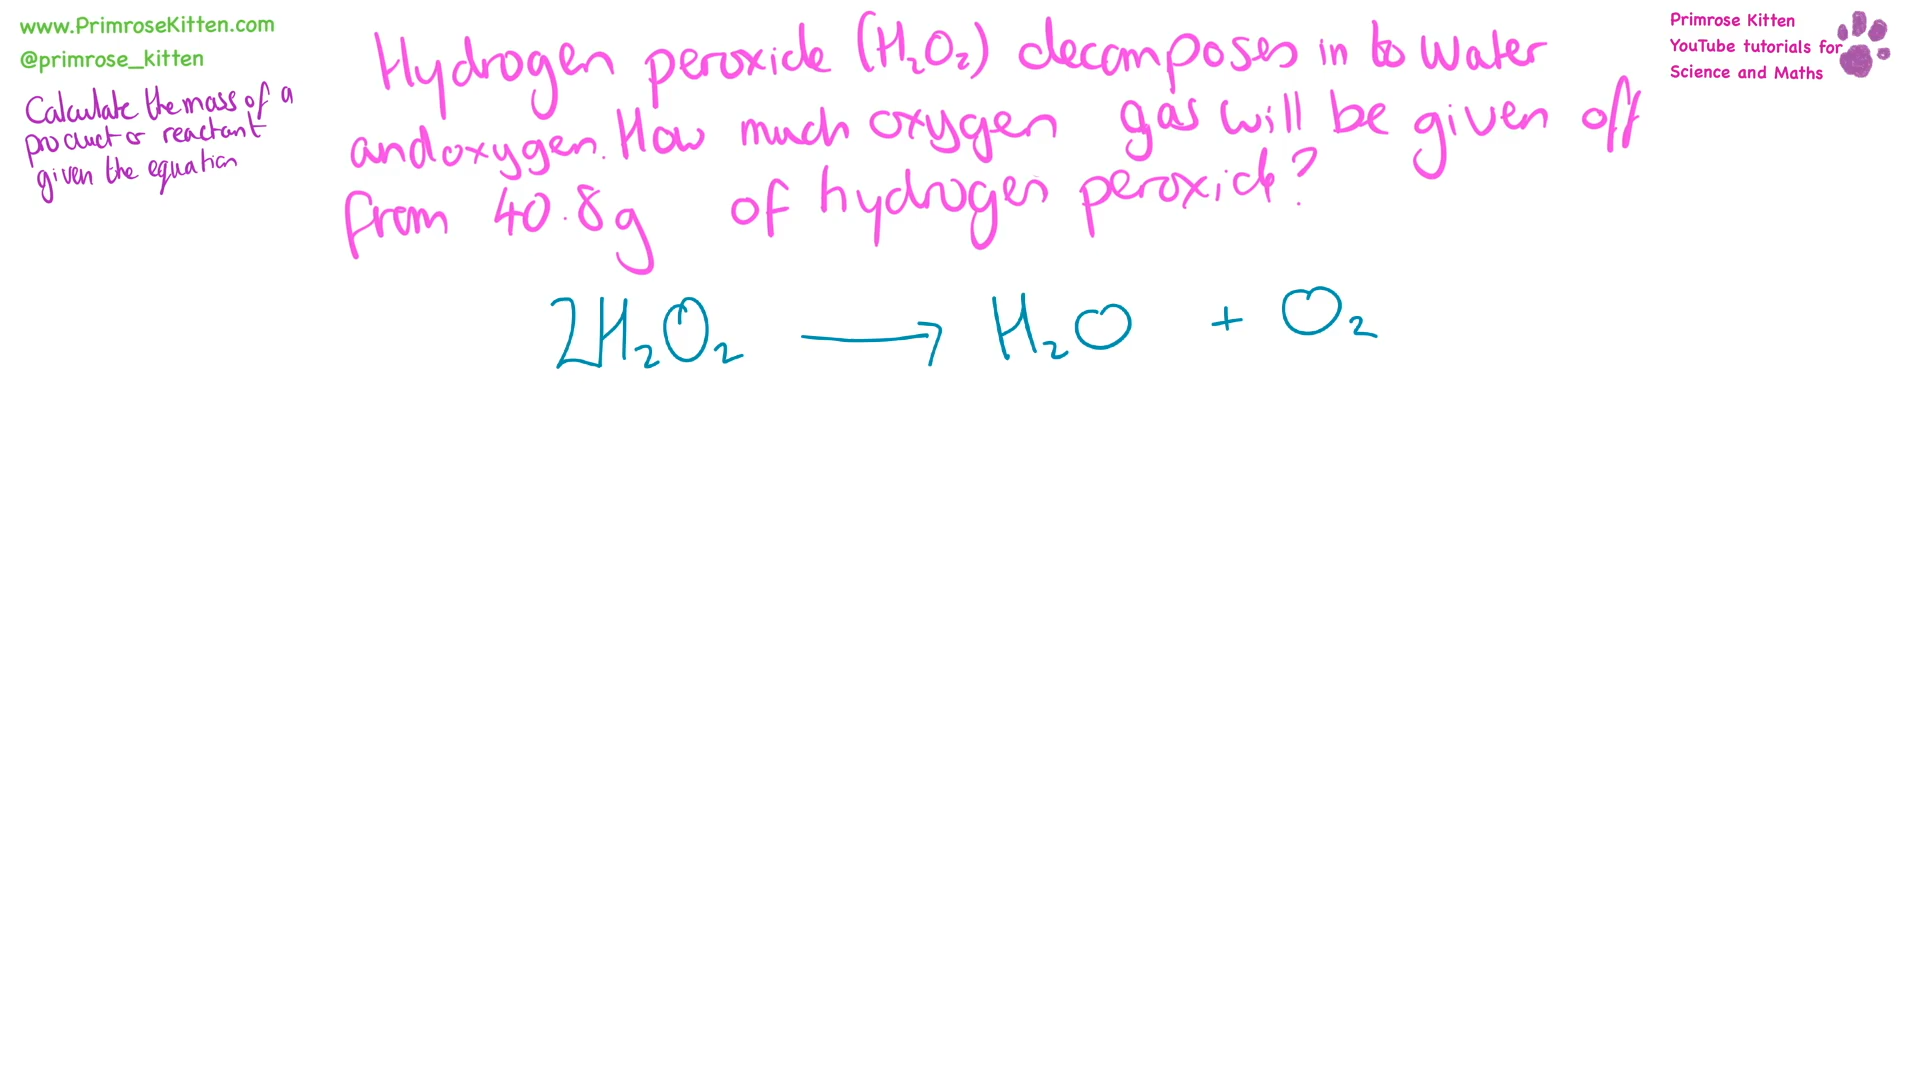 www.PrimroseKitten.com
@primrose_kitten
Calculate the mass of a
product or reactant
given the equation
Hydrogen peroxide (H₂O₂) decomposes in to water
and oxygen. How much oxygen gas will be given off
from 40.8g of hydrogen peroxide?
2H₂O₂ → H₂O + O₂
Primrose Kitten
YouTube tutorials for
Science and Maths